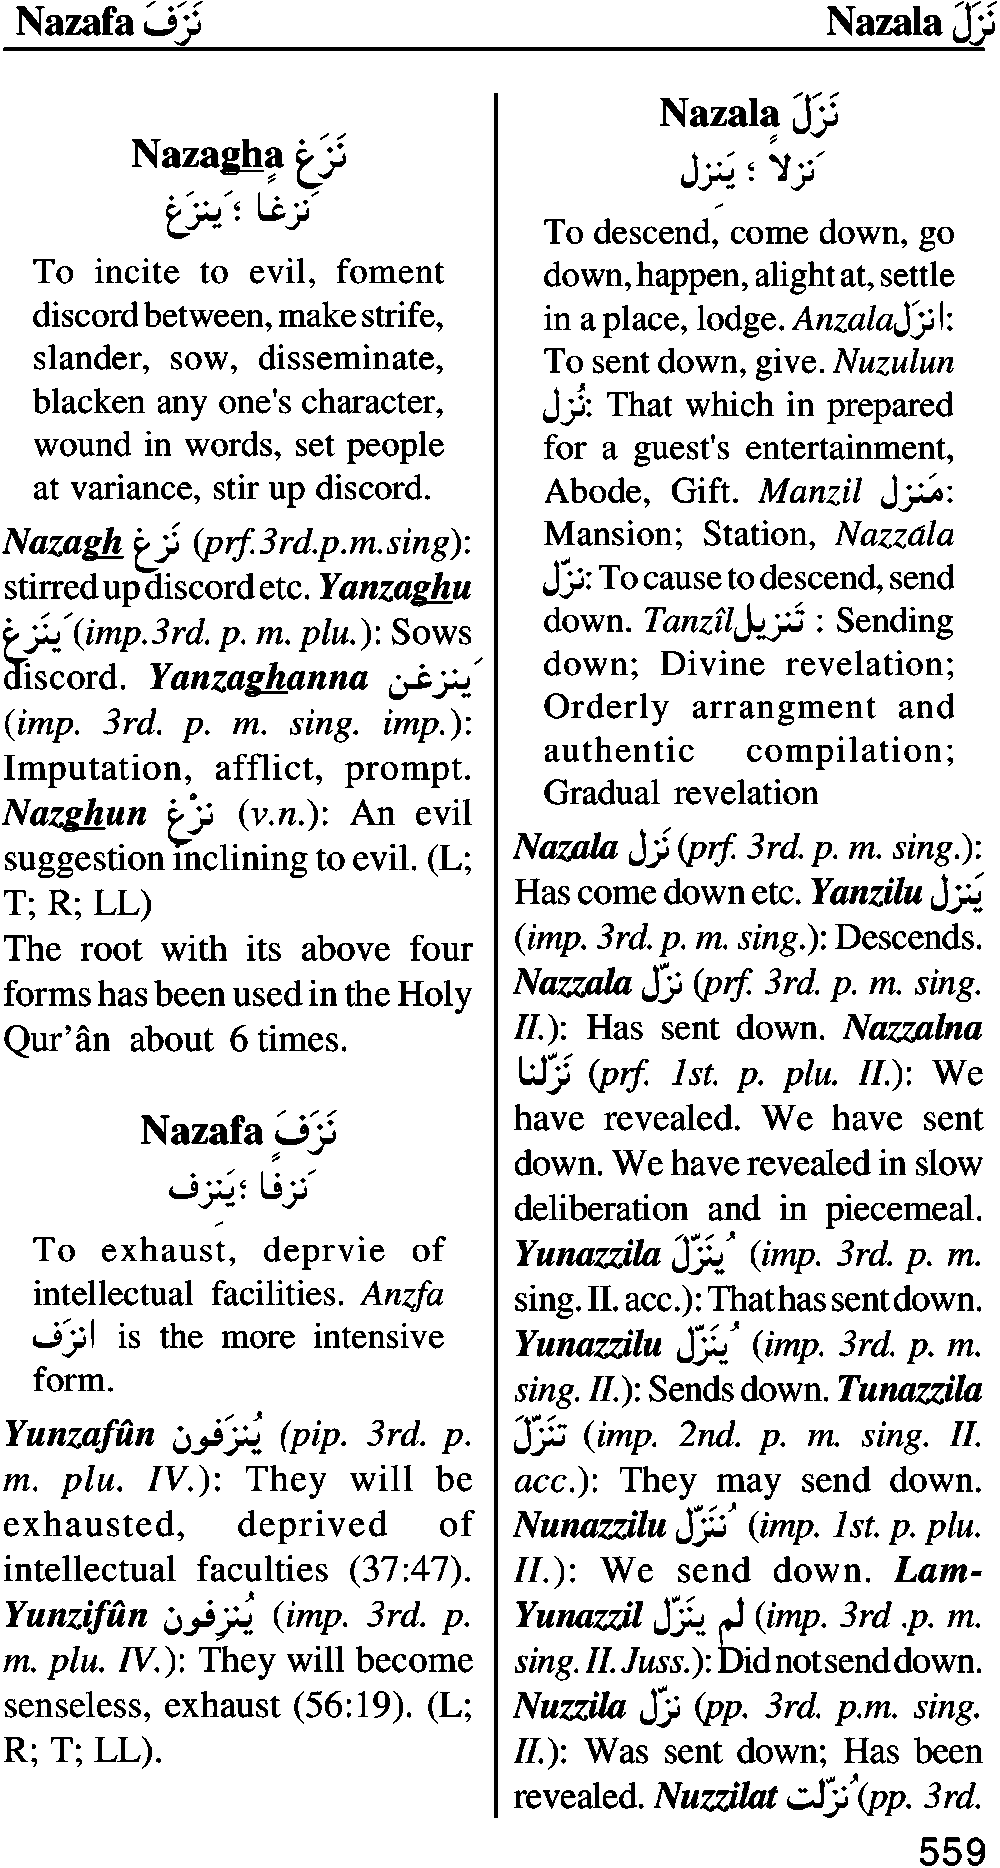 Nazafa نَزَفَ
Nazala نَزَلَ
Nazagha نَزَغَ
نَزغاً ؛ يَنزَغ
To incite to evil, foment
discord between, make strife,
slander, sow, disseminate,
blacken any one's character,
wound in words, set people
at variance, stir up discord.
Nazagh نَزغ (prf.3rd.p.m.sing):
stirred up discord etc. Yanzaghu
يَنَزغ (imp.3rd. p. m. plu.): Sows
discord. Yanzaghanna يَنزغن
(imp. 3rd. p. m. sing. imp.):
Imputation, afflict, prompt.
Nazghun نزْغ (v.n.): An evil
suggestion inclining to evil. (L;
T; R; LL)
The root with its above four
forms has been used in the Holy
Qur’ân about 6 times.
Nazafa نَزَفَ
نَزفاً ؛ يَنزِف
To exhaust, deprvie of
intellectual facilities. Anzfa
انزَف is the more intensive
form.
Yunzafûn يُنزَفون (pip. 3rd. p.
m. plu. IV.): They will be
exhausted, deprived of
intellectual faculties (37:47).
Yunzifûn يُنزِفون (imp. 3rd. p.
m. plu. IV.): They will become
senseless, exhaust (56:19). (L;
R; T; LL).
Nazala نَزَلَ
نَزلاً ؛ يَنزِل
To descend, come down, go
down, happen, alight at, settle
in a place, lodge. Anzala انزَل:
To sent down, give. Nuzulun
نُزل: That which in prepared
for a guest's entertainment,
Abode, Gift. Manzil مَنزل:
Mansion; Station, Nazzála
نزّل: To cause to descend, send
down. Tanzîl تَنزيل : Sending
down; Divine revelation;
Orderly arrangment and
authentic compilation;
Gradual revelation
Nazala نَزل (prf. 3rd. p. m. sing.):
Has come down etc. Yanzilu يَنزل
(imp. 3rd. p. m. sing.): Descends.
Nazzala نزّل (prf. 3rd. p. m. sing.
II.): Has sent down. Nazzalna
نَزّلنا (prf. 1st. p. plu. II.): We
have revealed. We have sent
down. We have revealed in slow
deliberation and in piecemeal.
Yunazzila يُنَزّلَ (imp. 3rd. p. m.
sing. II. acc.): That has sent down.
Yunazzilu يُنَزّل (imp. 3rd. p. m.
sing. II.): Sends down. Tunazzila
تنَزّلَ (imp. 2nd. p. m. sing. II.
acc.): They may send down.
Nunazzilu نُنَزّل (imp. 1st. p. plu.
II.): We send down. Lam-
Yunazzil لم ينَزّل (imp. 3rd .p. m.
sing. II. Juss.): Did not send down.
Nuzzila نزّل (pp. 3rd. p.m. sing.
II.): Was sent down; Has been
revealed. Nuzzilat نُزّلت (pp. 3rd.
559